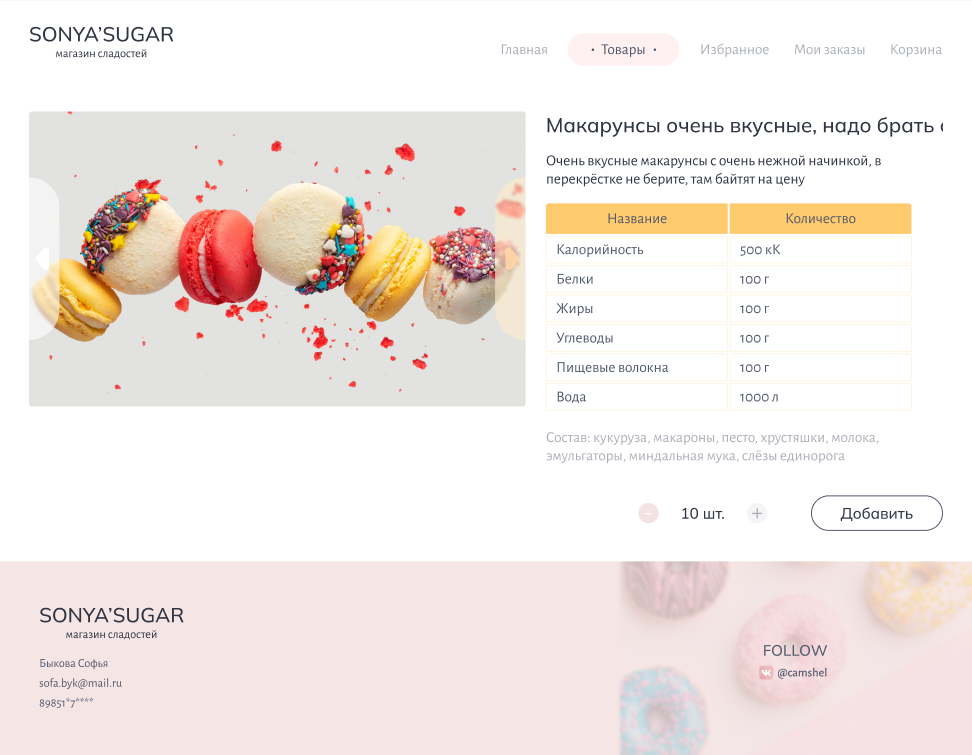 SONYA’SUGAR
магазин сладостей
Главная
· Товары ·
Избранное
Мои заказы
Корзина
Макарунсы очень вкусные, надо брать
Очень вкусные макарунсы с очень нежной начинкой, в
перекрёстке не берите, там байтят на цену
Название Количество
Калорийность 500 кК
Белки 100 г
Жиры 100 г
Углеводы 100 г
Пищевые волокна 100 г
Вода 1000 л
Состав: кукуруза, макароны, песто, хрустяшки, молока,
эмульгаторы, миндальная мука, слёзы единорога
- 10 шт. +
Добавить
SONYA’SUGAR
магазин сладостей
Быкова Софья
sofa.byk@mail.ru
89851*7****
FOLLOW
@camshel